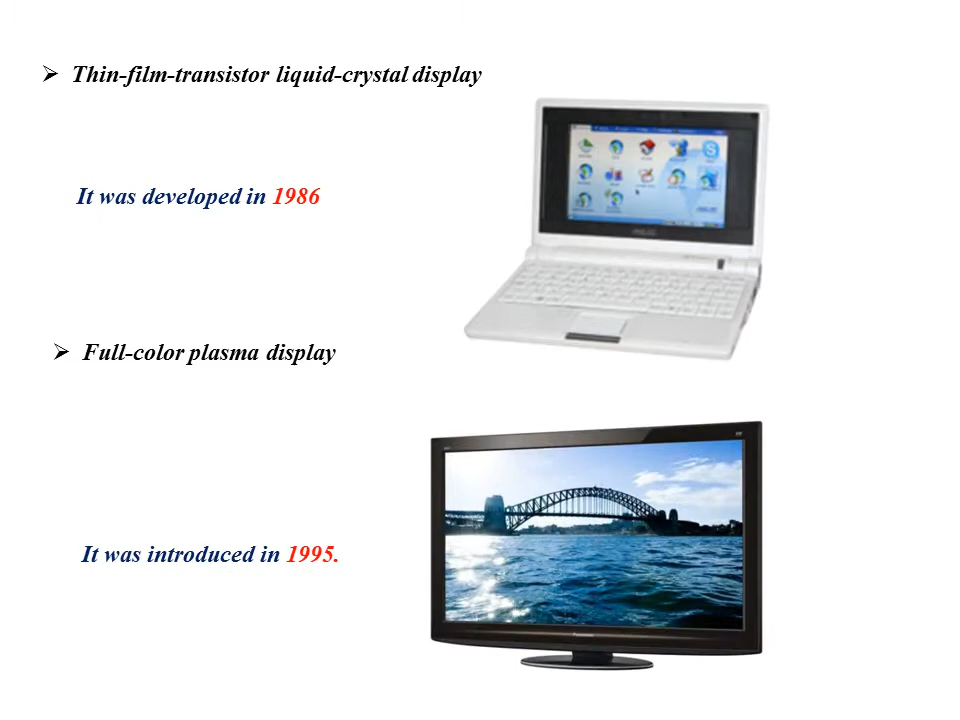 ➢ Thin-film-transistor liquid-crystal display
It was developed in 1986
➢ Full-color plasma display
It was introduced in 1995.